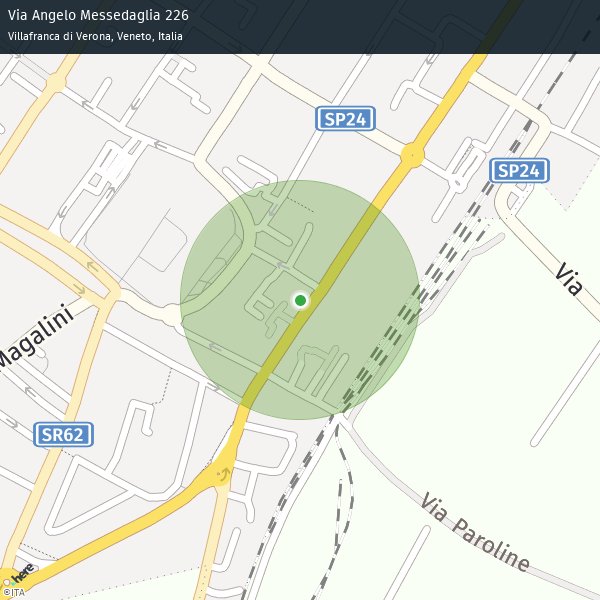 Via Angelo Messedaglia 226
Villafranca di Verona, Veneto, Italia
SP24
SP24
Via
Magalini
SR62
Via Paroline
here
©ITA